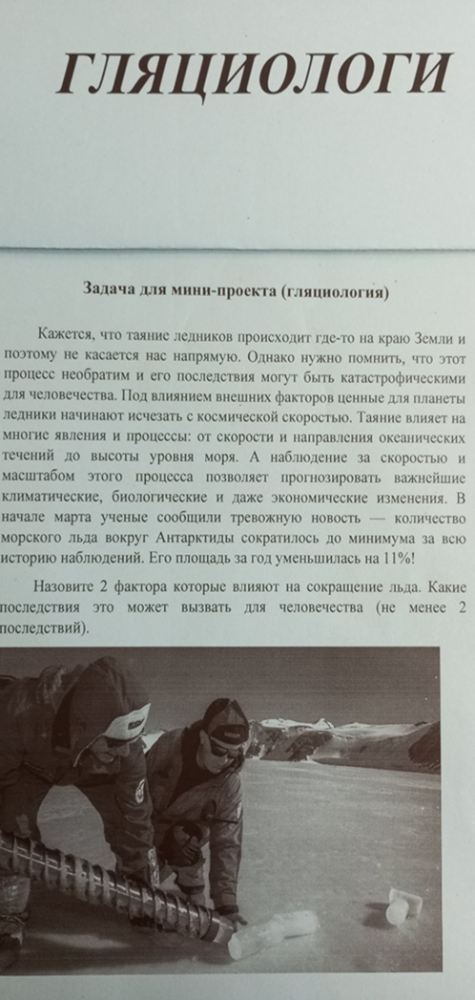 ГЛЯЦИОЛОГИ
Задача для мини-проекта (гляциология)
Кажется, что таяние ледников происходит где-то на краю Земли и
поэтому не касается нас напрямую. Однако нужно помнить, что этот
процесс необратим и его последствия могут быть катастрофическими
для человечества. Под влиянием внешних факторов ценные для планеты
ледники начинают исчезать с космической скоростью. Таяние влияет на
многие явления и процессы: от скорости и направления океанических
течений до высоты уровня моря. А наблюдение за скоростью и
масштабом этого процесса позволяет прогнозировать важнейшие
климатические, биологические и даже экономические изменения. В
начале марта ученые сообщили тревожную новость — количество
морского льда вокруг Антарктиды сократилось до минимума за всю
историю наблюдений. Его площадь за год уменьшилась на 11%!
Назовите 2 фактора которые влияют на сокращение льда. Какие
последствия это может вызвать для человечества (не менее 2
последствий).